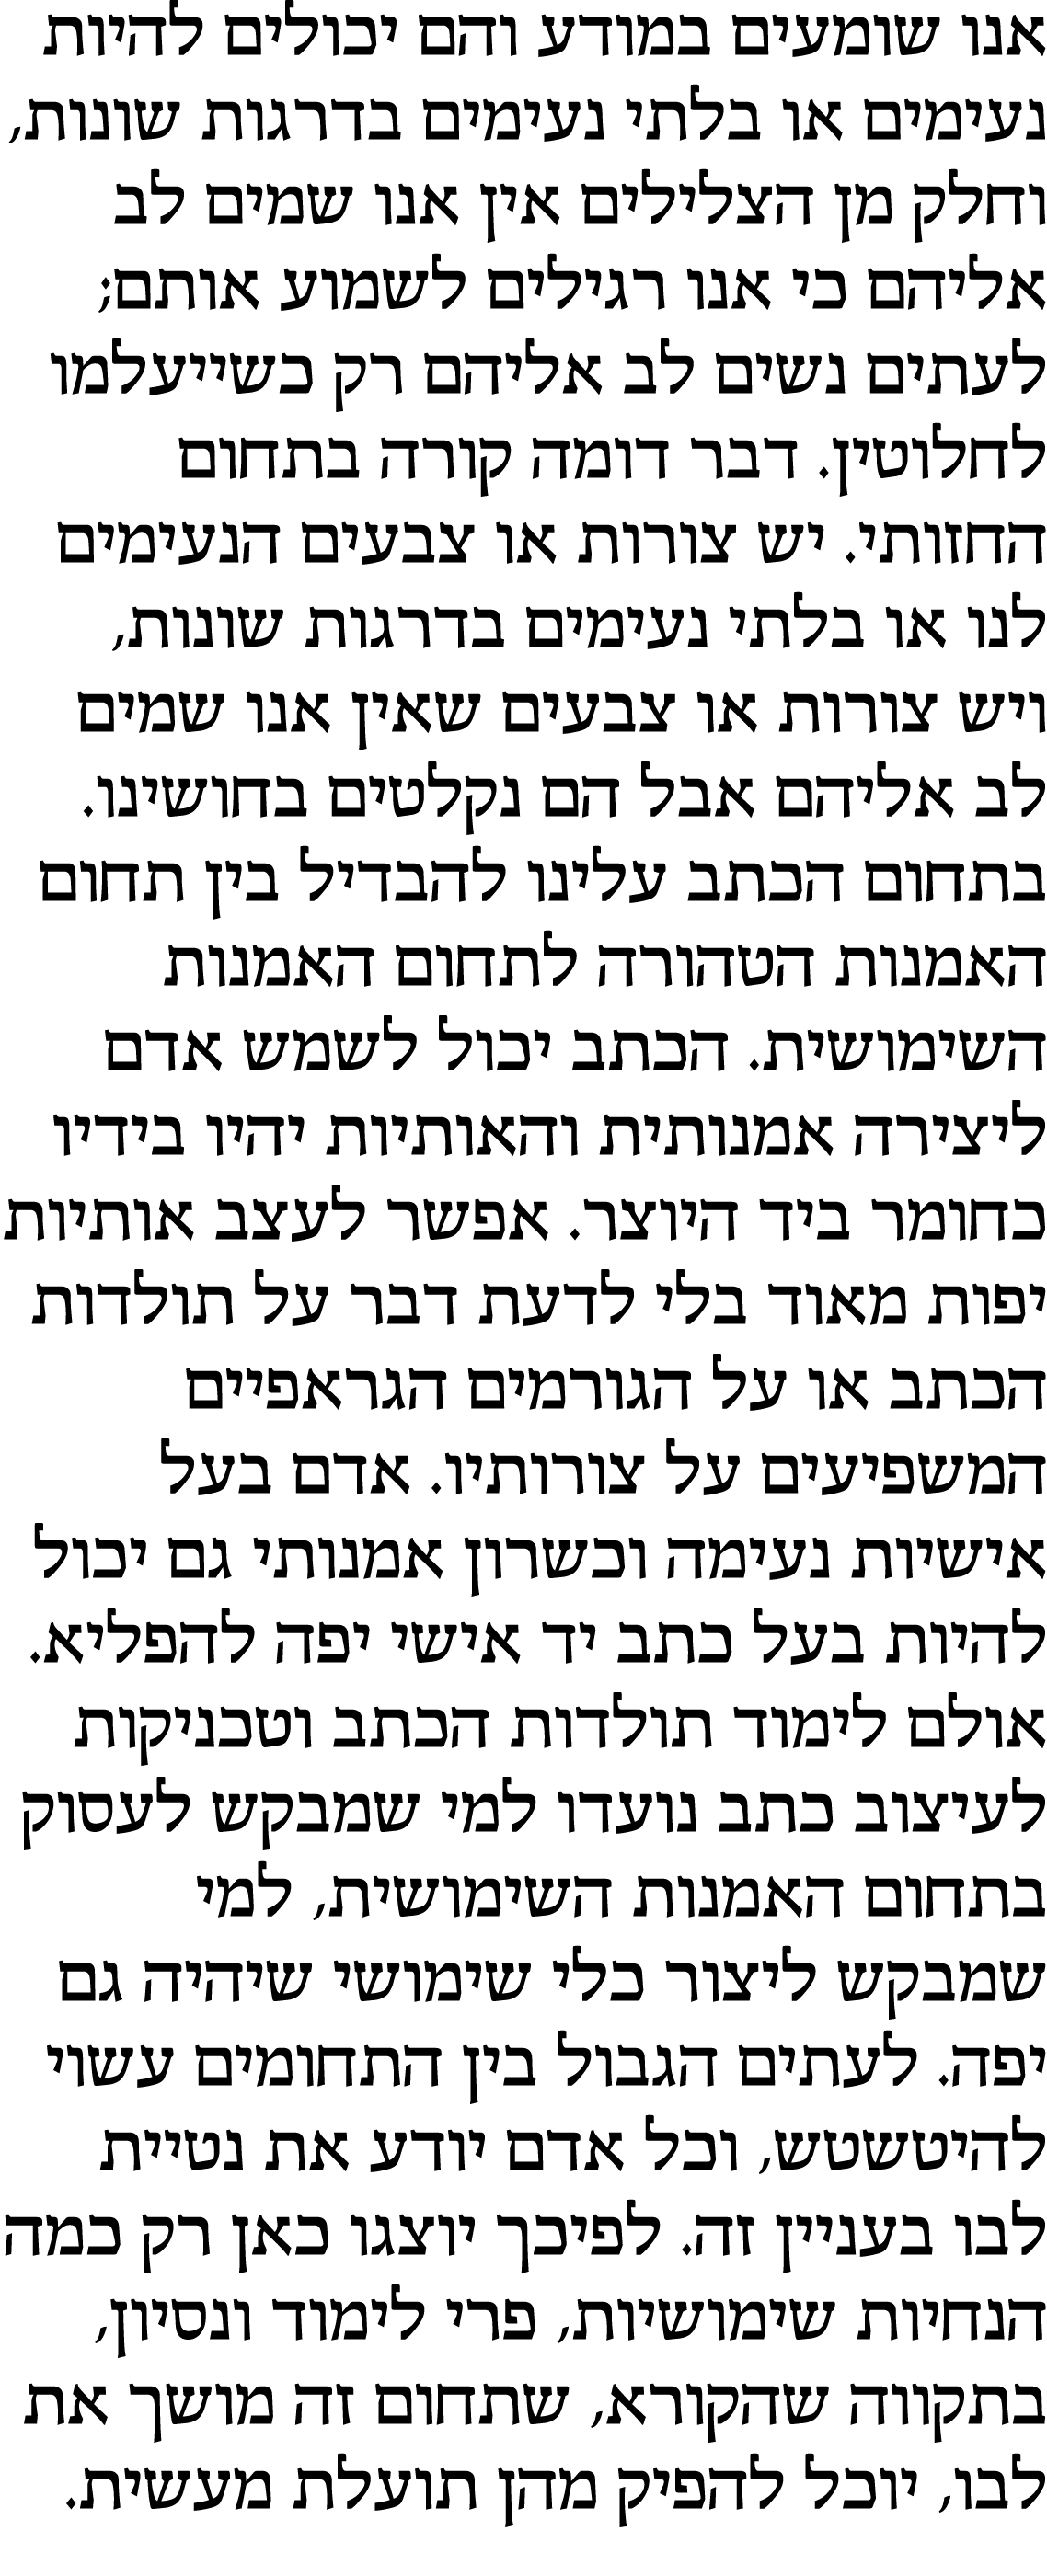 אנו שומעים במודע והם יכולים להיות
נעימים או בלתי נעימים בדרגות שונות,
וחלק מן הצלילים אין אנו שמים לב
אליהם כי אנו רגילים לשמוע אותם;
לעתים נשים לב אליהם רק כשייעלמו
לחלוטין. דבר דומה קורה בתחום
החזותי. יש צורות או צבעים הנעימים
לנו או בלתי נעימים בדרגות שונות,
ויש צורות או צבעים שאין אנו שמים
לב אליהם אבל הם נקלטים בחושינו.
בתחום הכתב עלינו להבדיל בין תחום
האמנות הטהורה לתחום האמנות
השימושית. הכתב יכול לשמש אדם
ליצירה אמנותית והאותיות יהיו בידיו
כחומר ביד היוצר. אפשר לעצב אותיות
יפות מאוד בלי לדעת דבר על תולדות
הכתב או על הגורמים הגראפיים
המשפיעים על צורותיו. אדם בעל
אישיות נעימה וכשרון אמנותי גם יכול
להיות בעל כתב יד אישי יפה להפליא.
אולם לימוד תולדות הכתב וטכניקות
לעיצוב כתב נועדו למי שמבקש לעסוק
בתחום האמנות השימושית, למי
שמבקש ליצור כלי שימושי שיהיה גם
יפה. לעתים הגבול בין התחומים עשוי
להיטשטש, וכל אדם יודע את נטיית
לבו בעניין זה. לפיכך יוצגו כאן רק כמה
הנחיות שימושיות, פרי לימוד ונסיון,
בתקווה שהקורא, שתחום זה מושך את
לבו, יוכל להפיק מהן תועלת מעשית.